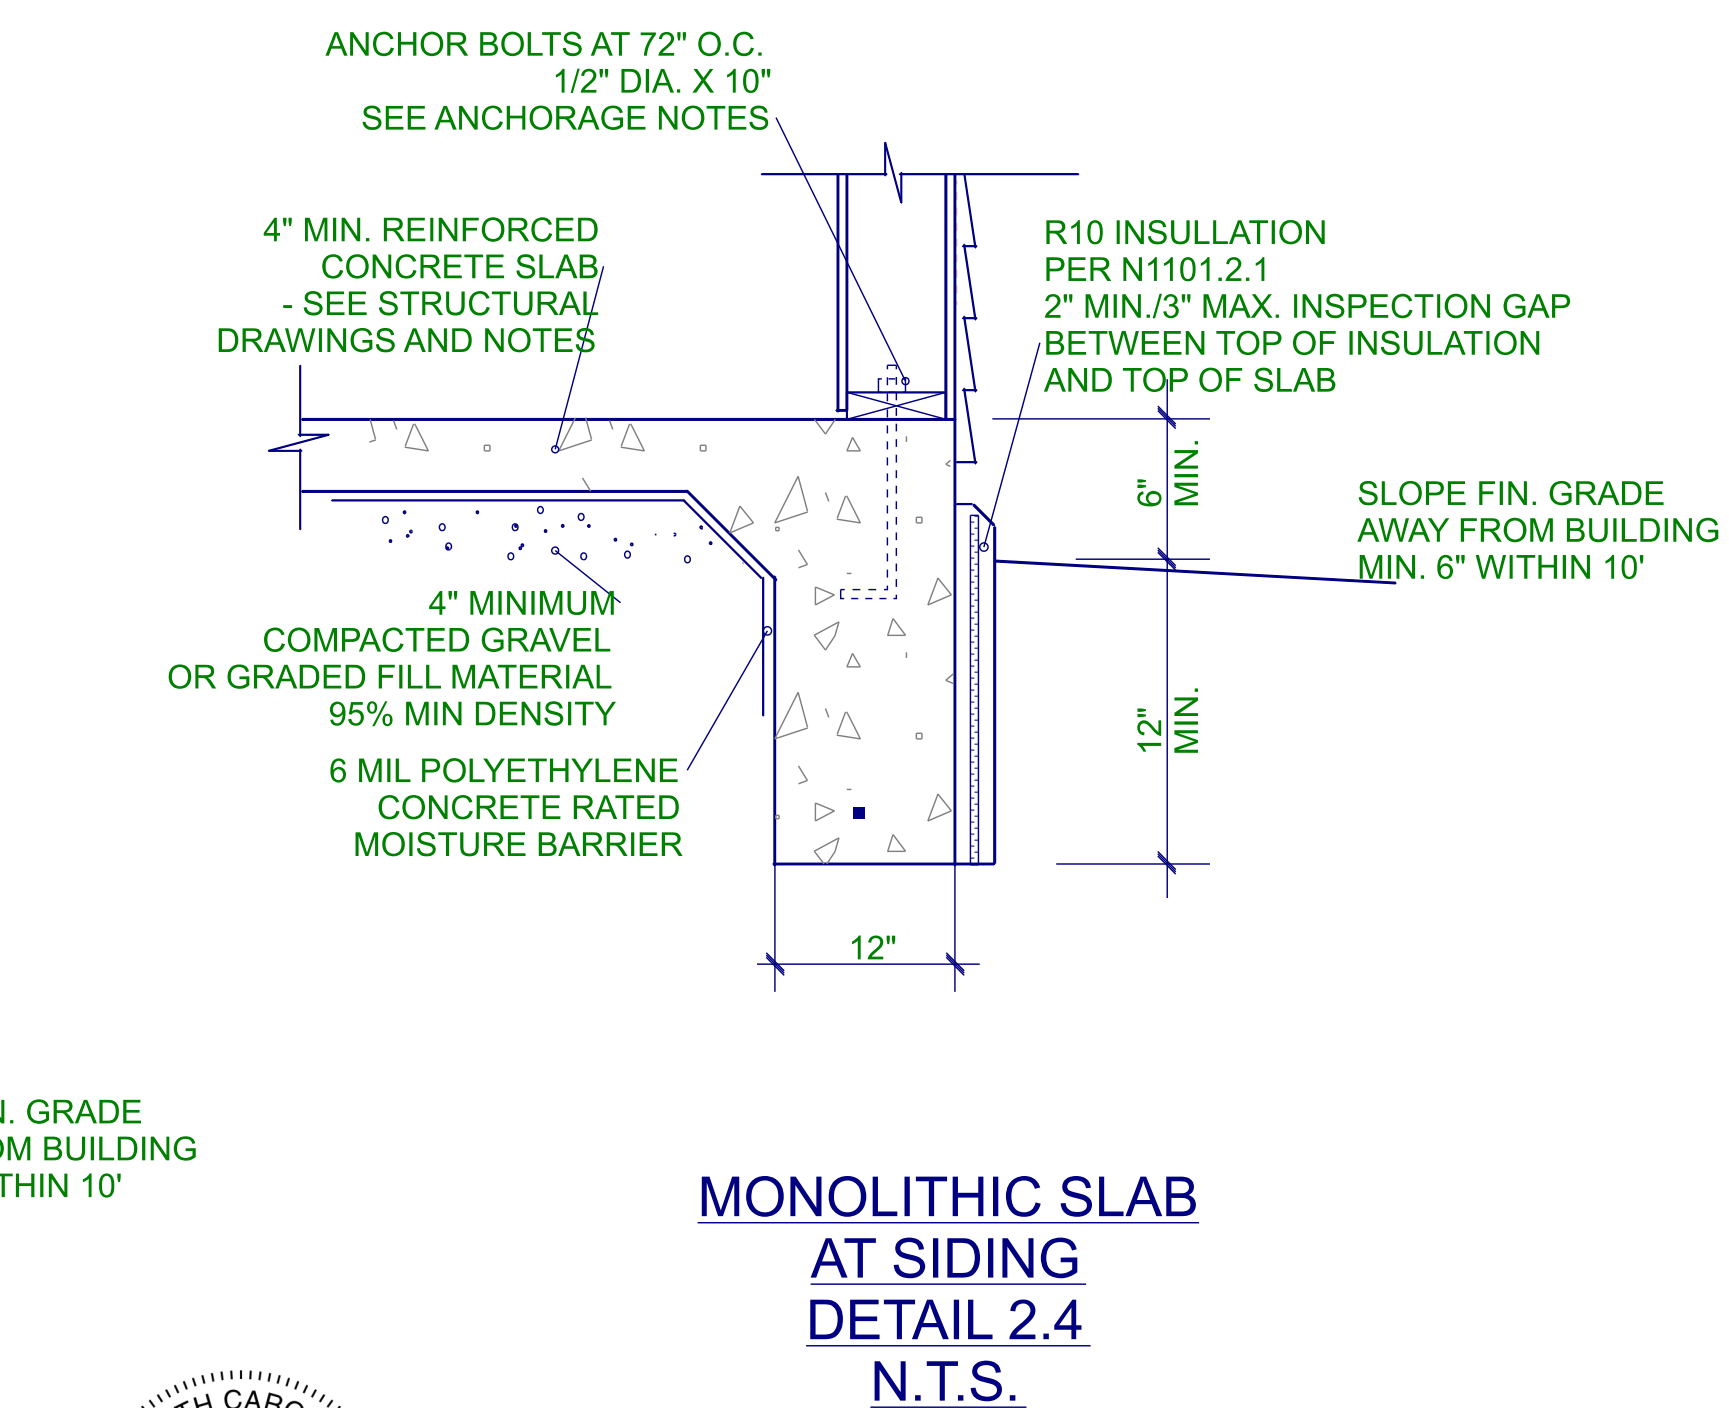 ANCHOR BOLTS AT 72" O.C.
1/2" DIA. X 10"
SEE ANCHORAGE NOTES
4" MIN. REINFORCED
CONCRETE SLAB
- SEE STRUCTURAL
DRAWINGS AND NOTES
R10 INSULLATION
PER N1101.2.1
2" MIN./3" MAX. INSPECTION GAP
BETWEEN TOP OF INSULATION
AND TOP OF SLAB
6"
MIN.
SLOPE FIN. GRADE
AWAY FROM BUILDING
MIN. 6" WITHIN 10'
4" MINIMUM
COMPACTED GRAVEL
OR GRADED FILL MATERIAL
95% MIN DENSITY
12"
MIN.
6 MIL POLYETHYLENE
CONCRETE RATED
MOISTURE BARRIER
12"
N. GRADE
OM BUILDING
THIN 10'
MONOLITHIC SLAB
AT SIDING
DETAIL 2.4
N.T.S.
TH CARO